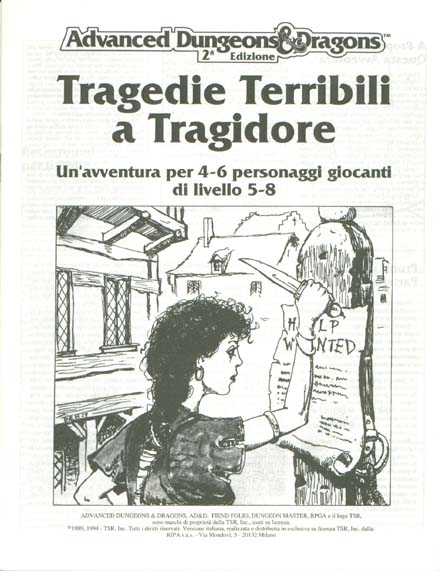 Advanced Dungeons & Dragons™
2ª Edizione
Tragedie Terribili
a Tragidore
Un'avventura per 4-6 personaggi giocanti
di livello 5-8
HELP
WANTED
ADVANCED DUNGEONS & DRAGONS, AD&D, FIEND FOLIO, DUNGEON MASTER, RPGA e il logo TSR,
sono marchi di proprietà della TSR, Inc., usati su licenza.
©1989, 1994 - TSR, Inc. Tutti i diritti riservati. Versione italiana, realizzata e distribuita in esclusiva su licenza TSR, Inc. dalla:
RIPA s.a.s. - Via Mondovì, 5 - 20132 Milano